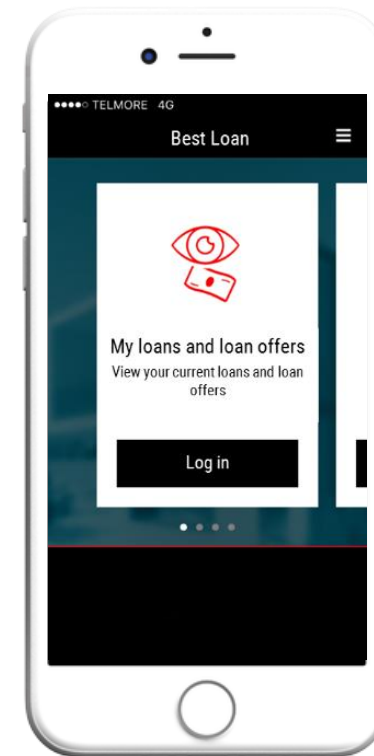 TELMORE 4G
Best Loan
My loans and loan offers
View your current loans and loan
offers
Log in